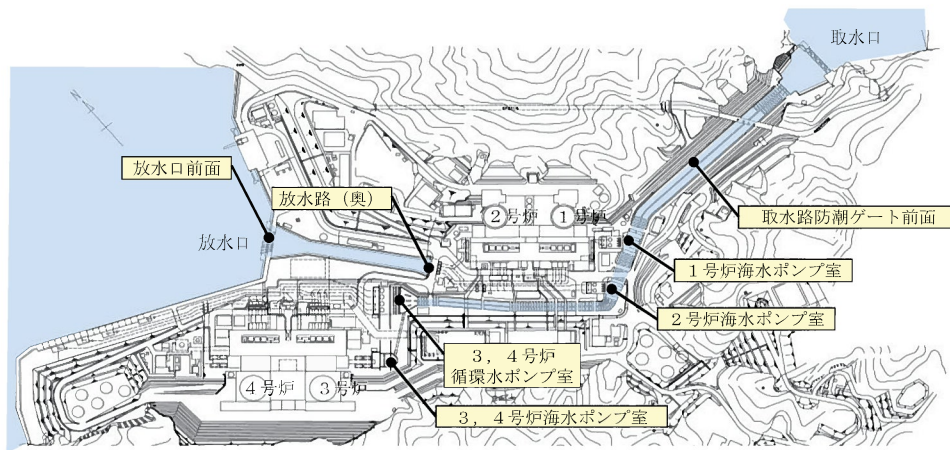 取水口
放水口前面
放水路（奥）
２号炉
１号炉
取水路防潮ゲート前面
放水口
１号炉海水ポンプ室
２号炉海水ポンプ室
３，４号炉
循環水ポンプ室
４号炉
３号炉
３，４号炉海水ポンプ室